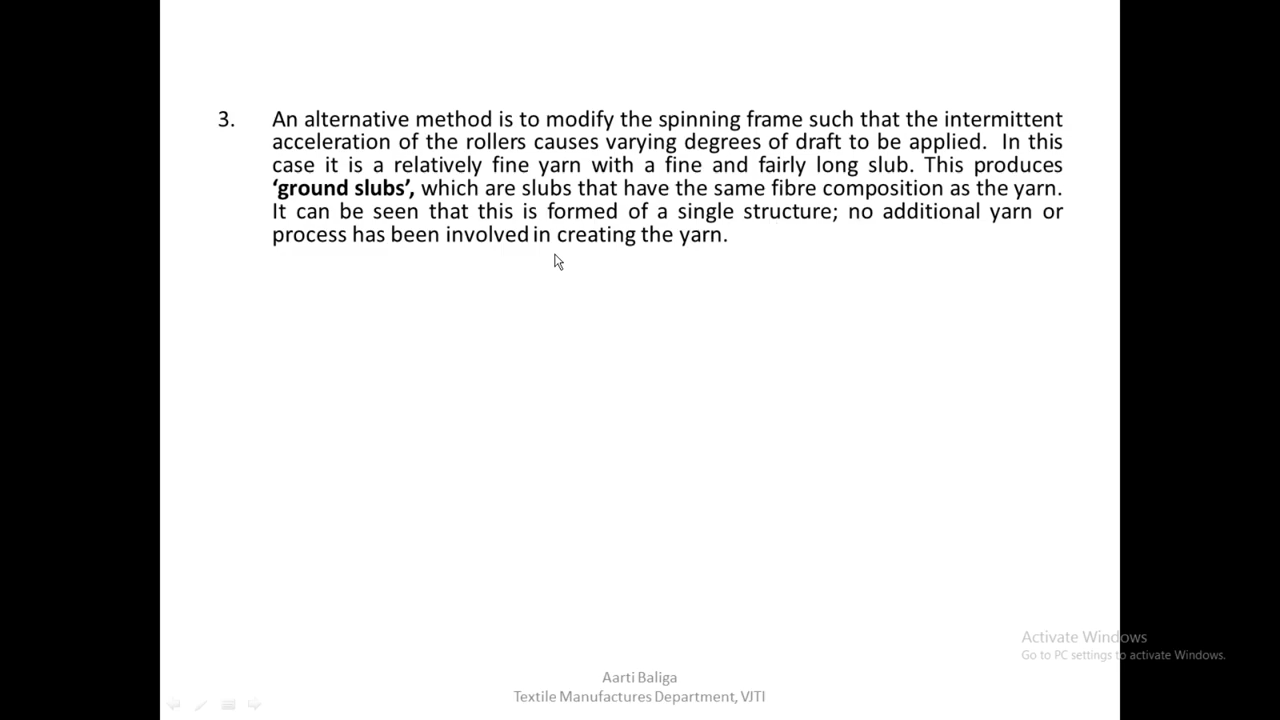 3. An alternative method is to modify the spinning frame such that the intermittent
acceleration of the rollers causes varying degrees of draft to be applied. In this
case it is a relatively fine yarn with a fine and fairly long slub. This produces
‘ground slubs’, which are slubs that have the same fibre composition as the yarn.
It can be seen that this is formed of a single structure; no additional yarn or
process has been involved in creating the yarn.
Activate Windows
Go to PC settings to activate Windows.
Aarti Baliga
Textile Manufactures Department, VJTI